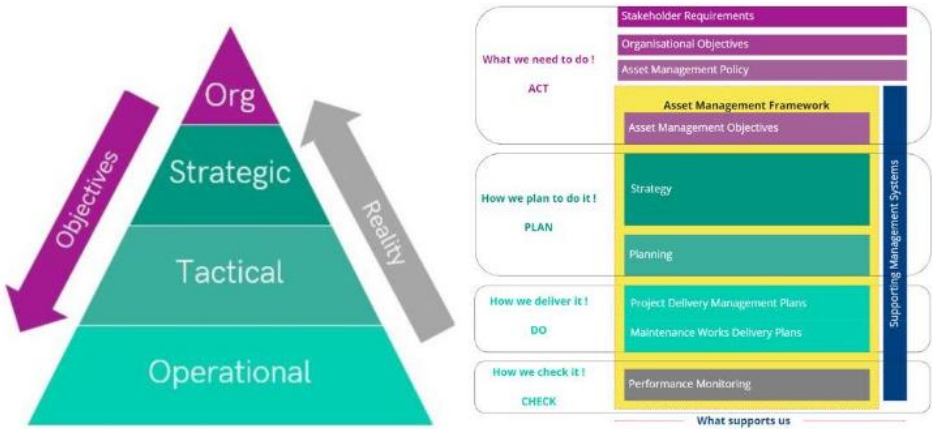 Org
Strategic
Tactical
Operational
Objectives
Reality
What we need to do !
ACT
How we plan to do it !
PLAN
How we deliver it !
DO
How we check it !
CHECK
Stakeholder Requirements
Organisational Objectives
Asset Management Policy
Asset Management Framework
Asset Management Objectives
Strategy
Planning
Project Delivery Management Plans
Maintenance Works Delivery Plans
Performance Monitoring
Supporting Management Systems
What supports us